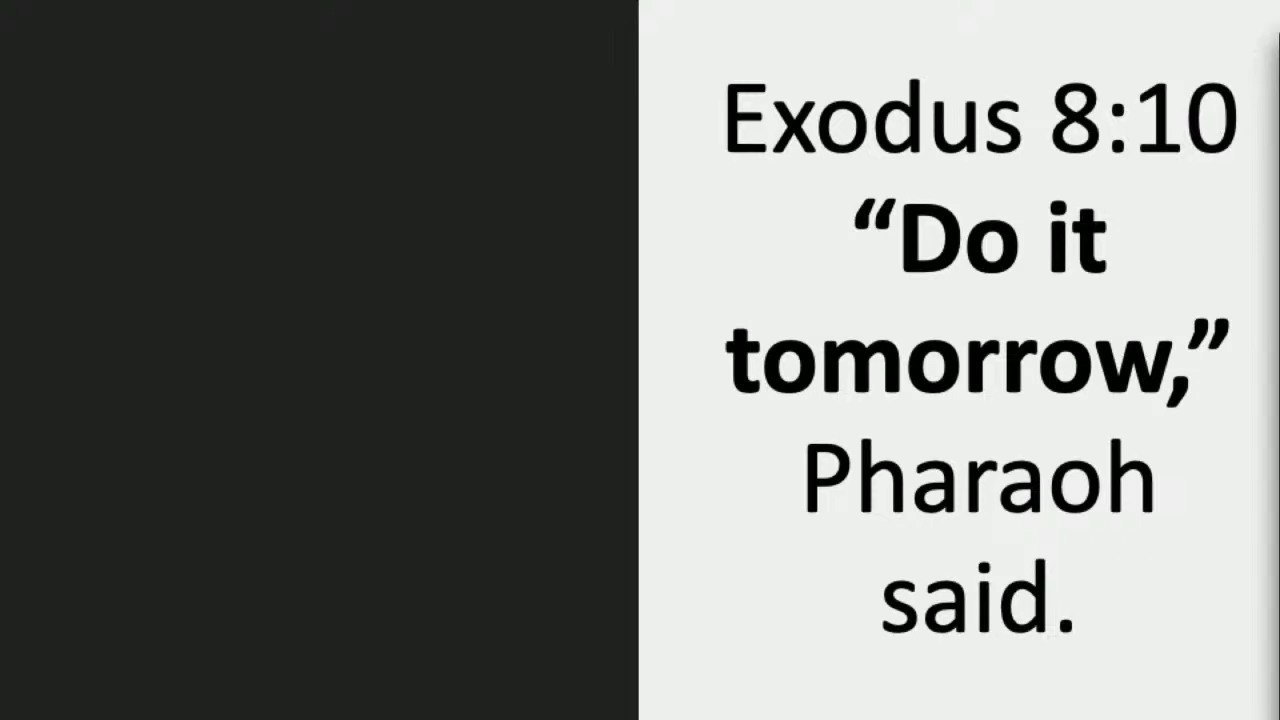 Exodus 8:10
“Do it
tomorrow,”
Pharaoh
said.